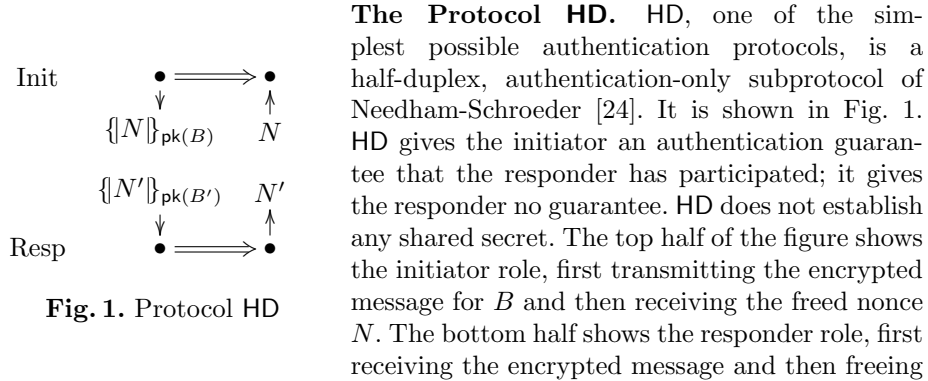 Init
{|N|}pk(B) N
{|N′|}pk(B′) N′
Resp
Fig. 1. Protocol HD
The Protocol HD. HD, one of the sim-
plest possible authentication protocols, is a
half-duplex, authentication-only subprotocol of
Needham-Schroeder [24]. It is shown in Fig. 1.
HD gives the initiator an authentication guaran-
tee that the responder has participated; it gives
the responder no guarantee. HD does not establish
any shared secret. The top half of the figure shows
the initiator role, first transmitting the encrypted
message for B and then receiving the freed nonce
N. The bottom half shows the responder role, first
receiving the encrypted message and then freeing